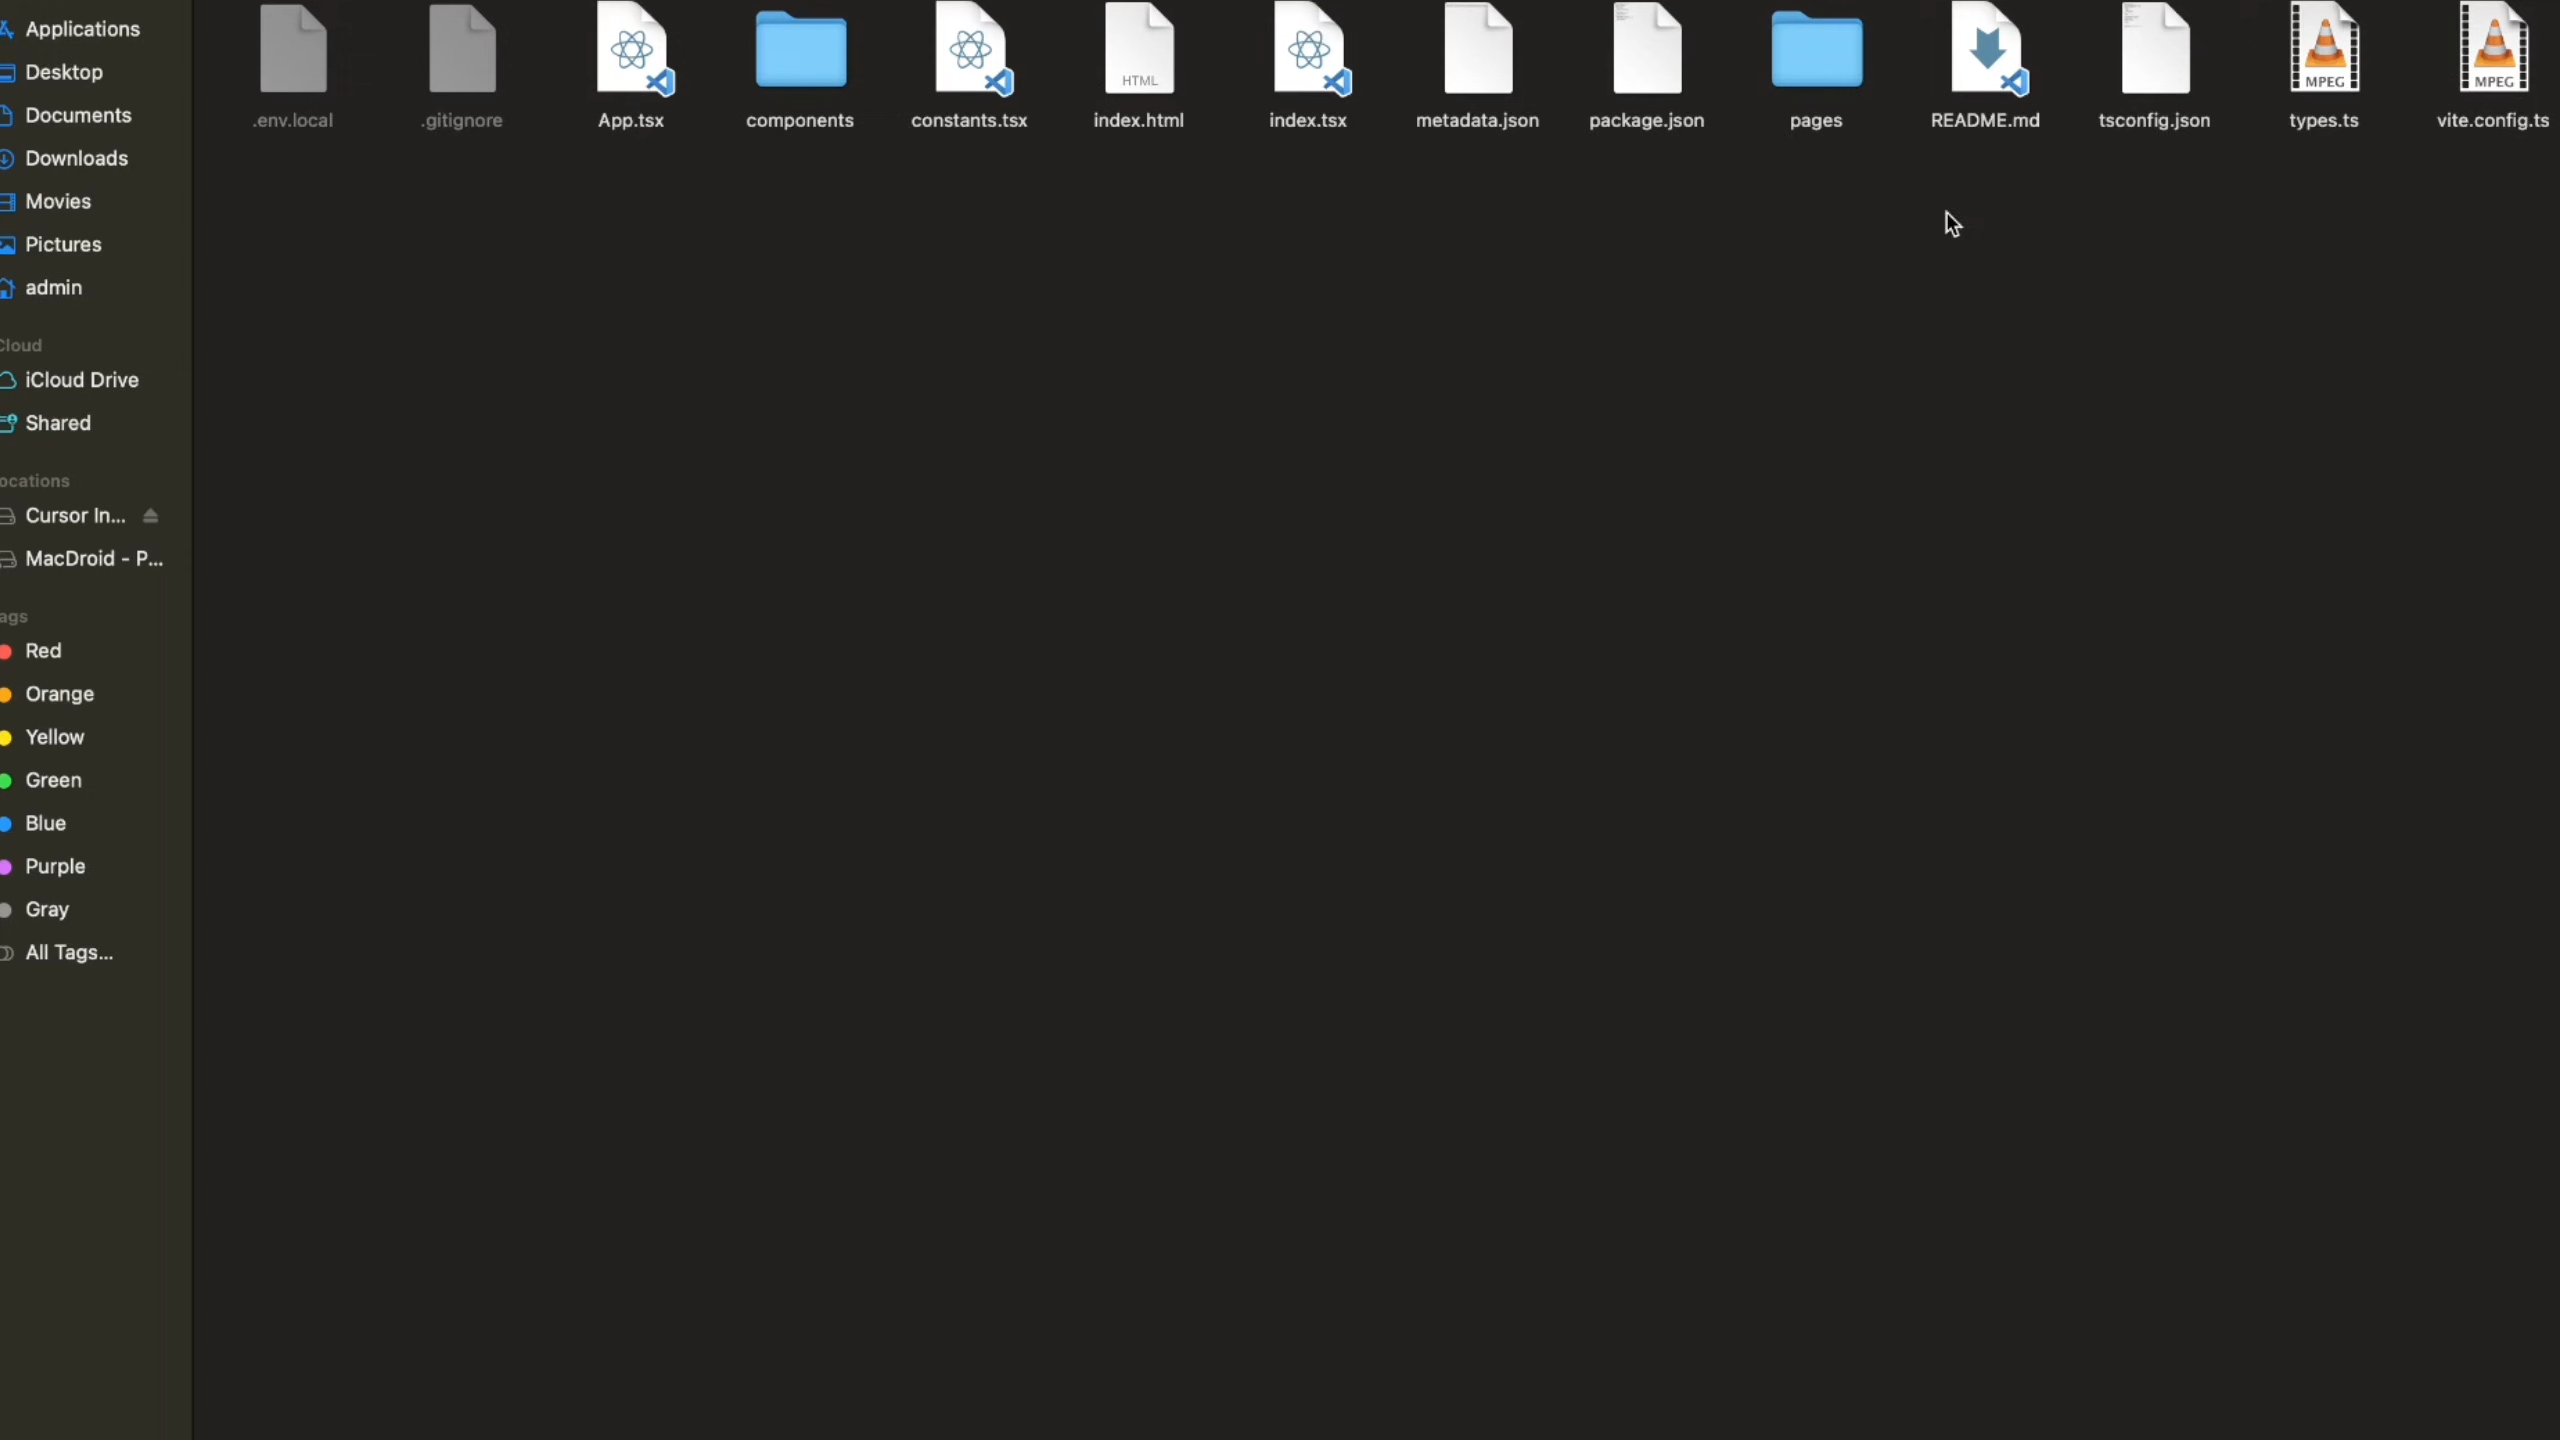 Applications
Desktop
Documents
Downloads
Movies
Pictures
admin
Cloud
iCloud Drive
Shared
ocations
Cursor In...
MacDroid - P...
ags
Red
Orange
Yellow
Green
Blue
Purple
Gray
All Tags...
HTML
MPEG
MPEG
.env.local
.gitignore
App.tsx
components
constants.tsx
index.html
index.tsx
metadata.json
package.json
pages
README.md
tsconfig.json
types.ts
vite.config.ts